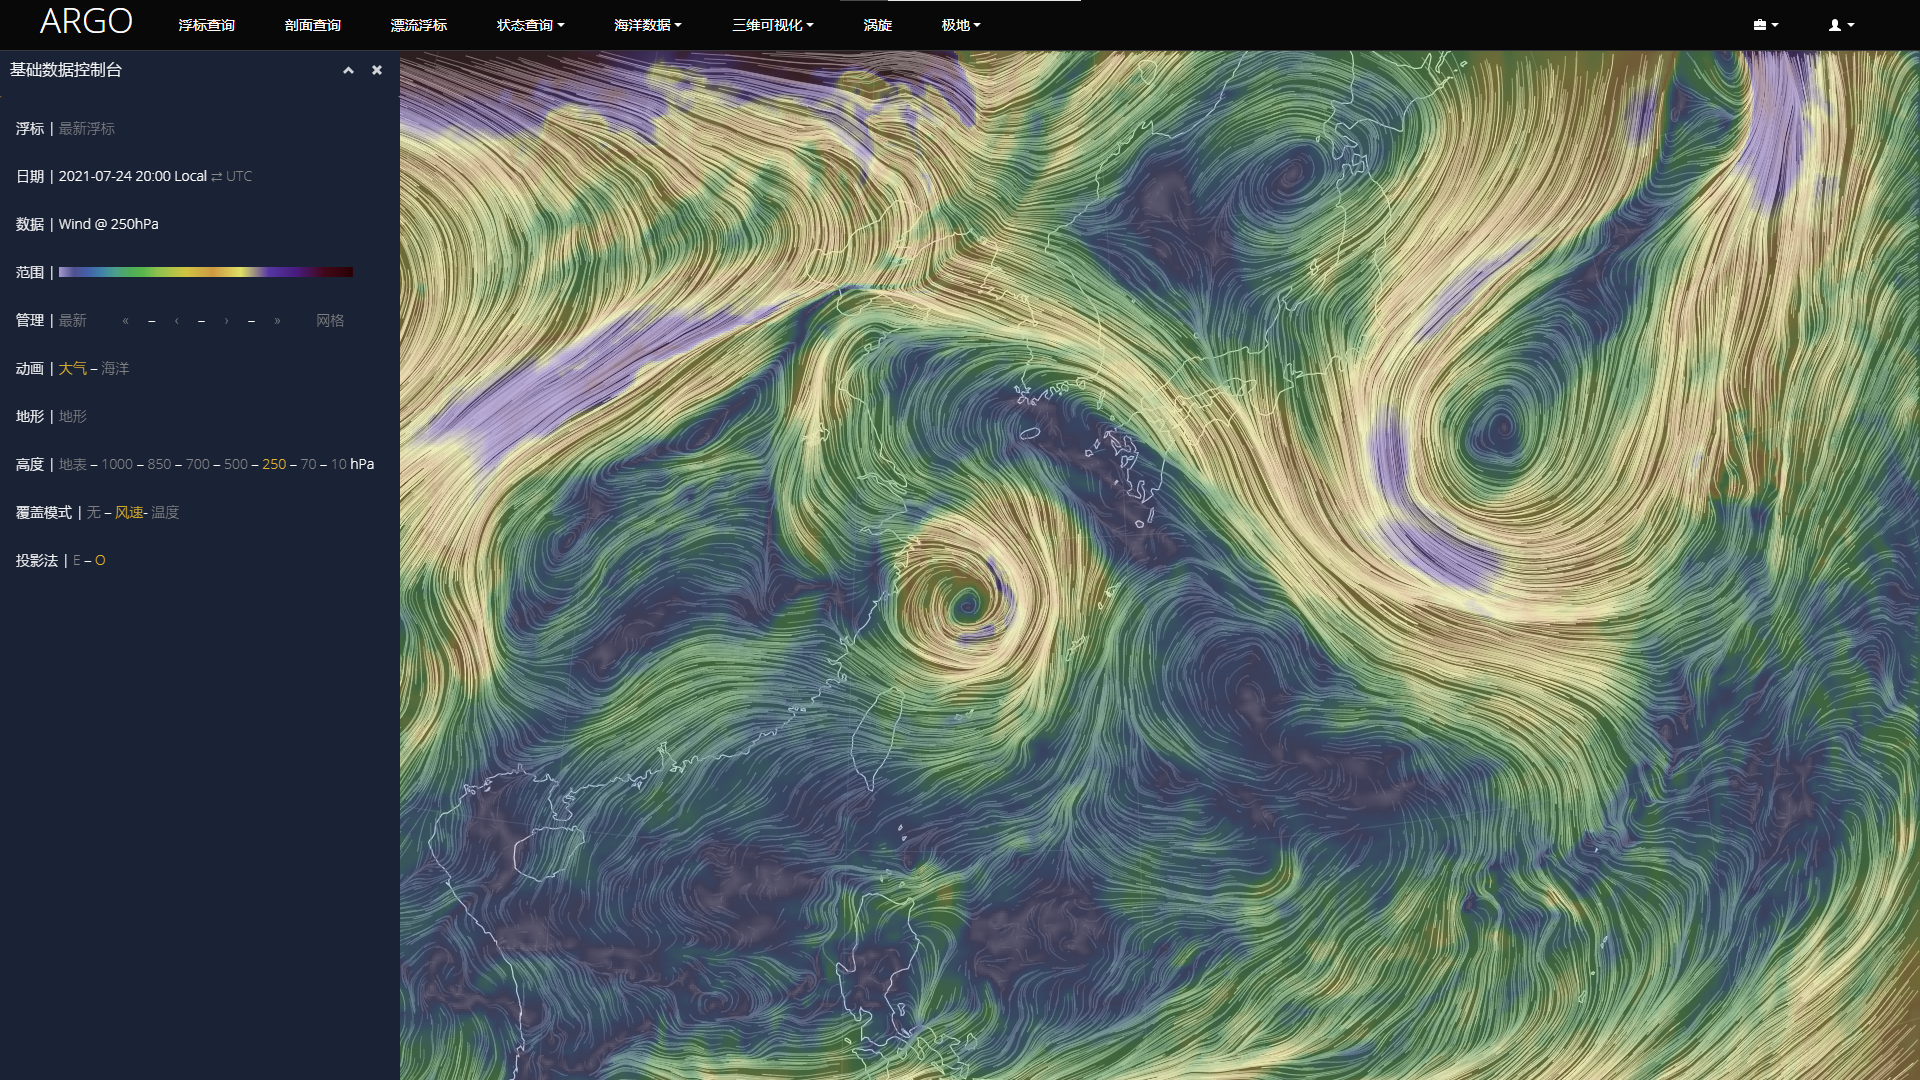 ARGO 浮标查询 剖面查询 漂流浮标 状态查询 海洋数据 三维可视化 涡旋 极地
基础数据控制台
浮标 | 最新浮标
日期 | 2021-07-24 20:00 Local ⇄ UTC
数据 | Wind @ 250hPa
范围 |
管理 | 最新 « – ‹ – › – » 网格
动画 | 大气 – 海洋
地形 | 地形
高度 | 地表 – 1000 – 850 – 700 – 500 – 250 – 70 – 10 hPa
覆盖模式 | 无 – 风速- 温度
投影法 | E – O